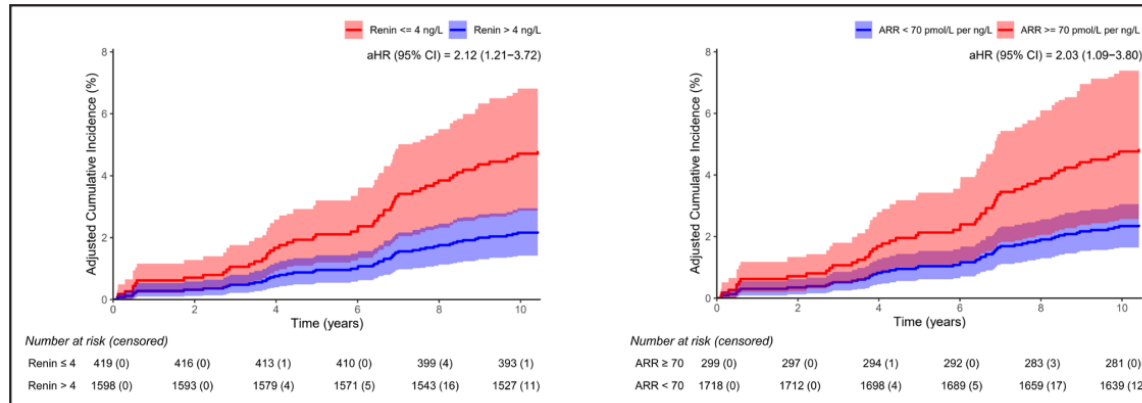 Renin <= 4 ng/L Renin > 4 ng/L
aHR (95% CI) = 2.12 (1.21−3.72)
Adjusted Cumulative Incidence (%)
8
6
4
2
0
0 2 4 6 8 10
Time (years)
Number at risk (censored)
Renin ≤ 4 419 (0) 416 (0) 413 (1) 410 (0) 399 (4) 393 (1)
Renin > 4 1598 (0) 1593 (0) 1579 (4) 1571 (5) 1543 (16) 1527 (11)
ARR < 70 pmol/L per ng/L ARR >= 70 pmol/L per ng/L
aHR (95% CI) = 2.03 (1.09−3.80)
Adjusted Cumulative Incidence (%)
8
6
4
2
0
0 2 4 6 8 10
Time (years)
Number at risk (censored)
ARR ≥ 70 299 (0) 297 (0) 294 (1) 292 (0) 283 (3) 281 (0)
ARR < 70 1718 (0) 1712 (0) 1698 (4) 1689 (5) 1659 (17) 1639 (12